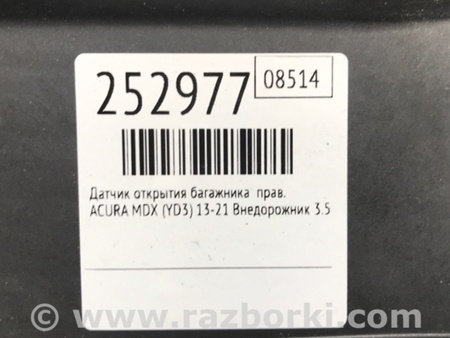 252977
08514
Датчик открытия багажника прав.
ACURA MDX (YD3) 13-21 Внедорожник 3.5
© www.razborki.com